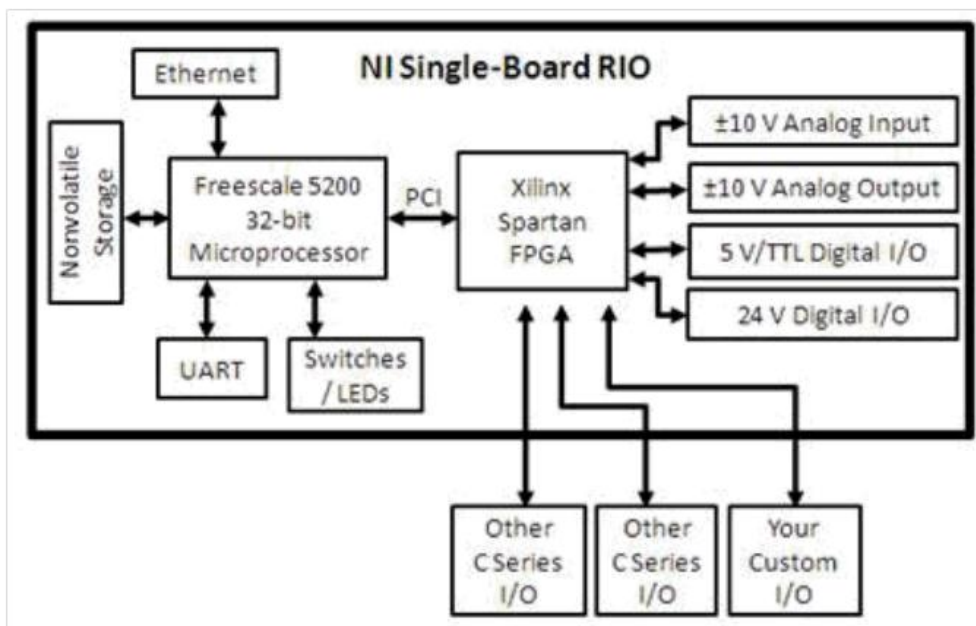 NI Single-Board RIO
Ethernet
Nonvolatile
Storage
Freescale 5200
32-bit
Microprocessor
PCI
Xilinx
Spartan
FPGA
±10 V Analog Input
±10 V Analog Output
5 V/TTL Digital I/O
24 V Digital I/O
UART
Switches
/ LEDs
Other
C Series
I/O
Other
C Series
I/O
Your
Custom
I/O